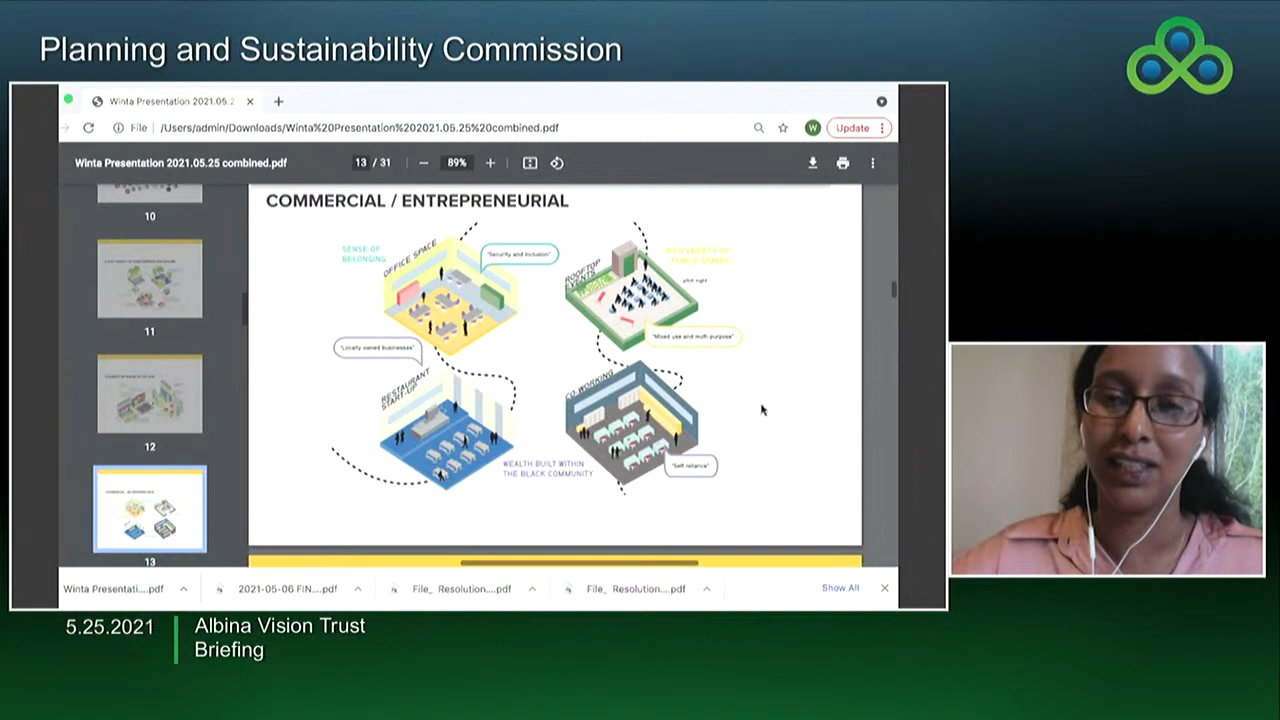 Planning and Sustainability Commission
Winta Presentation 2021.05.2
File
/Users/admin/Downloads/Winta%20Presentation%202021.05.25%20combined.pdf
W
Update
Winta Presentation 2021.05.25 combined.pdf
13 / 31
89%
10
11
12
13
COMMERCIAL / ENTREPRENEURIAL
SENSE OF
BELONGING
OFFICE SPACE
"Security and inclusion"
ROOFTOP
EVENTS
"Mixed use and multi-purpose"
"Locally owned businesses"
RESTAURANT
START-UP
CO-WORKING
WEALTH BUILT WITHIN
THE BLACK COMMUNITY
"Self-reliance"
Winta Presentati....pdf
2021-05-06 FIN....pdf
File_ Resolution....pdf
File_ Resolution....pdf
Show All
5.25.2021
Albina Vision Trust
Briefing